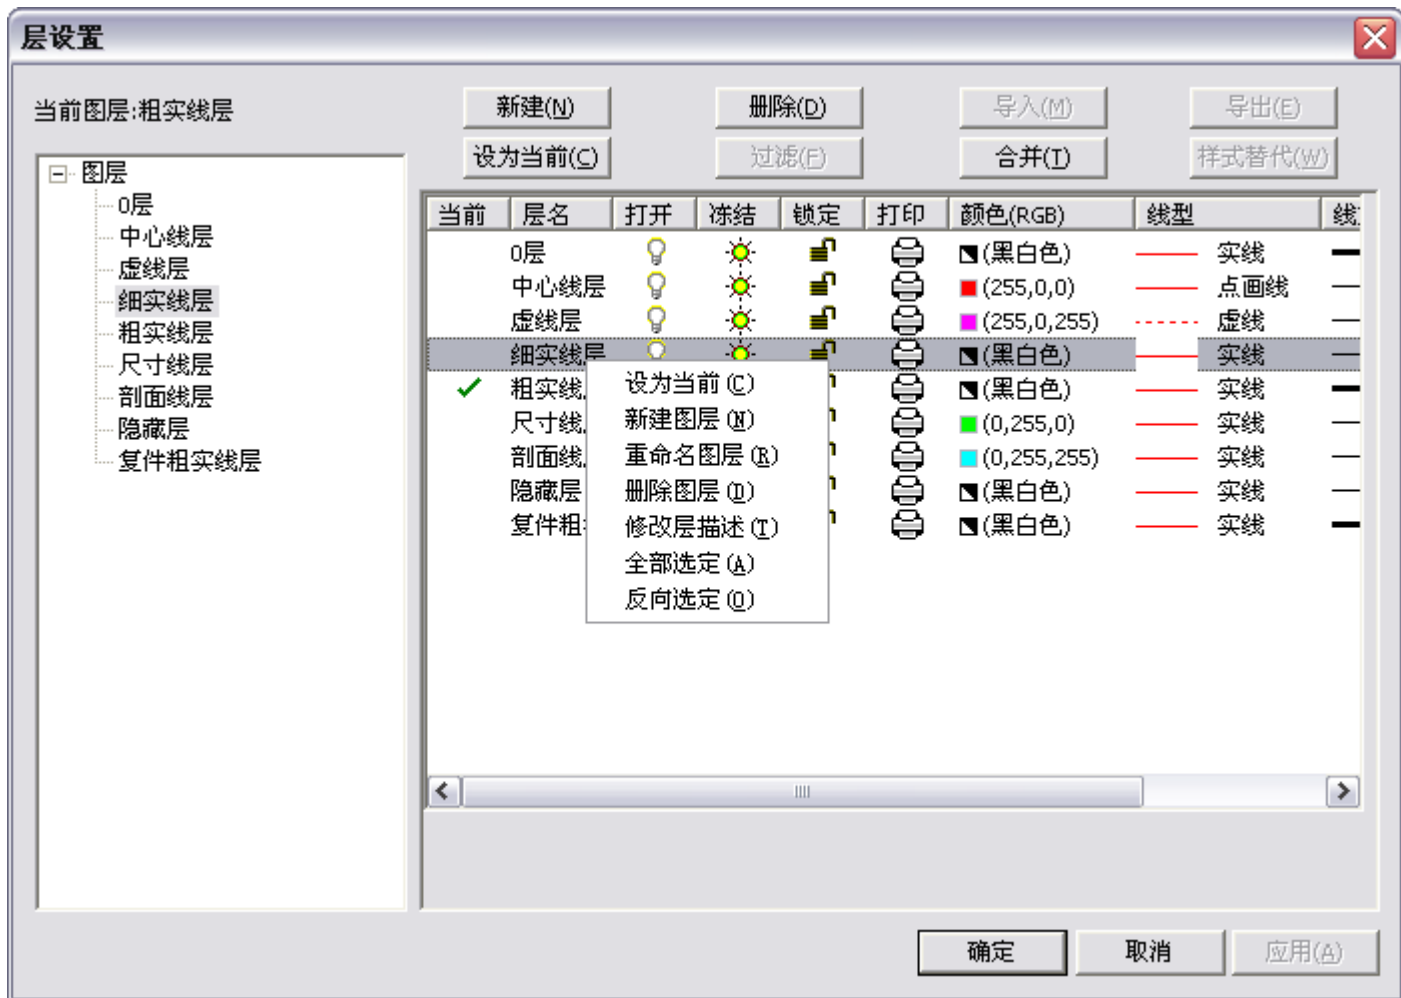 层设置
当前图层:粗实线层
新建(N) 删除(D) 导入(M) 导出(E)
设为当前(C) 过滤(F) 合并(T) 样式替代(W)
图层
0层
中心线层
虚线层
细实线层
粗实线层
尺寸线层
剖面线层
隐藏层
复件粗实线层
当前 层名 打开 冻结 锁定 打印 颜色(RGB) 线型 线
0层 (黑白色) 实线
中心线层 (255,0,0) 点画线
虚线层 (255,0,255) 虚线
细实线层 (黑白色) 实线
粗实线 (黑白色) 实线
尺寸线 (0,255,0) 实线
剖面线 (0,255,255) 实线
隐藏层 (黑白色) 实线
复件粗 (黑白色) 实线
设为当前(C)
新建图层(N)
重命名图层(R)
删除图层(D)
修改层描述(T)
全部选定(A)
反向选定(O)
确定 取消 应用(A)